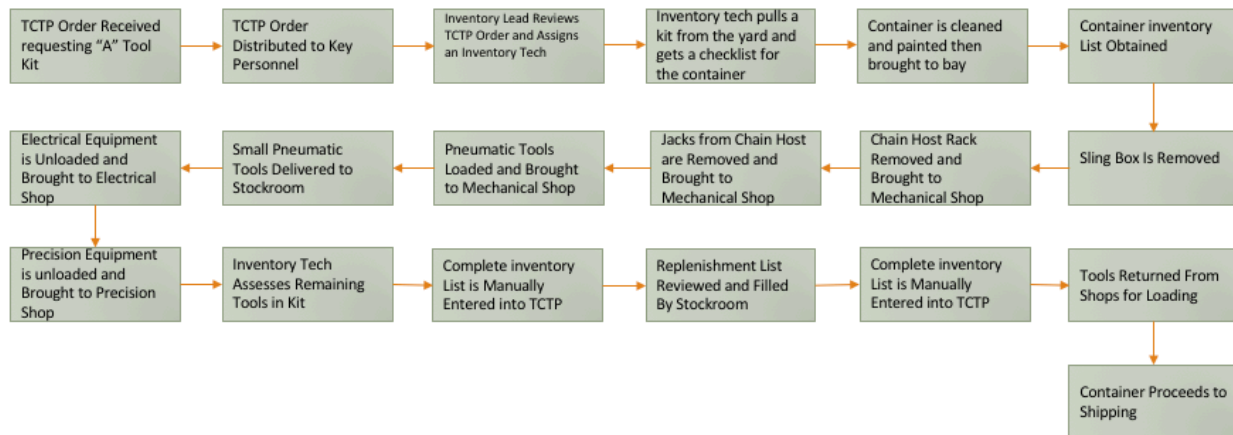 TCTP Order Received
requesting “A” Tool
Kit
TCTP Order
Distributed to Key
Personnel
Inventory Lead Reviews
TCTP Order and Assigns
an Inventory Tech
Inventory tech pulls a
kit from the yard and
gets a checklist for
the container
Container is cleaned
and painted then
brought to bay
Container inventory
List Obtained
Sling Box Is Removed
Chain Host Rack
Removed and
Brought to
Mechanical Shop
Jacks from Chain Host
are Removed and
Brought to
Mechanical Shop
Pneumatic Tools
Loaded and Brought
to Mechanical Shop
Small Pneumatic
Tools Delivered to
Stockroom
Electrical Equipment
is Unloaded and
Brought to Electrical
Shop
Precision Equipment
is unloaded and
Brought to Precision
Shop
Inventory Tech
Assesses Remaining
Tools in Kit
Complete inventory
List is Manually
Entered into TCTP
Replenishment List
Reviewed and Filled
By Stockroom
Complete inventory
List is Manually
Entered into TCTP
Tools Returned From
Shops for Loading
Container Proceeds to
Shipping